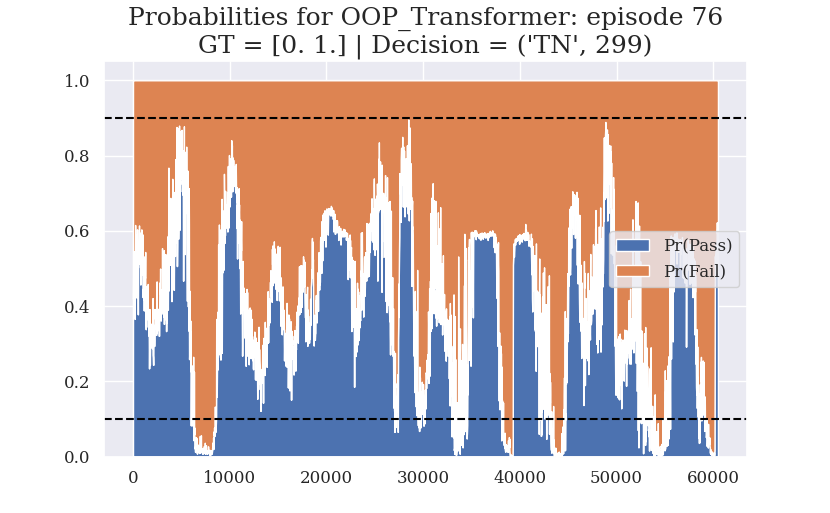 Probabilities for OOP_Transformer: episode 76
GT = [0. 1.] | Decision = ('TN', 299)
1.0
0.8
0.6
0.4
0.2
0.0
Pr(Pass)
Pr(Fail)
0 10000 20000 30000 40000 50000 60000